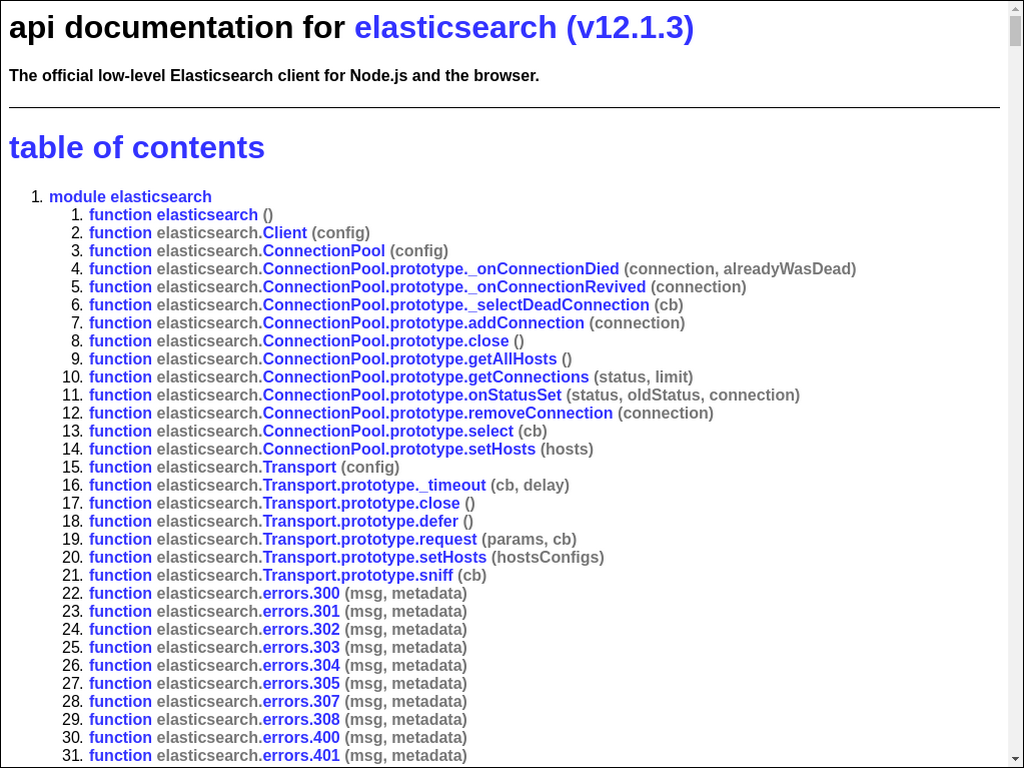 api documentation for elasticsearch (v12.1.3)
The official low-level Elasticsearch client for Node.js and the browser.
table of contents
1. module elasticsearch
1. function elasticsearch ()
2. function elasticsearch.Client (config)
3. function elasticsearch.ConnectionPool (config)
4. function elasticsearch.ConnectionPool.prototype._onConnectionDied (connection, alreadyWasDead)
5. function elasticsearch.ConnectionPool.prototype._onConnectionRevived (connection)
6. function elasticsearch.ConnectionPool.prototype._selectDeadConnection (cb)
7. function elasticsearch.ConnectionPool.prototype.addConnection (connection)
8. function elasticsearch.ConnectionPool.prototype.close ()
9. function elasticsearch.ConnectionPool.prototype.getAllHosts ()
10. function elasticsearch.ConnectionPool.prototype.getConnections (status, limit)
11. function elasticsearch.ConnectionPool.prototype.onStatusSet (status, oldStatus, connection)
12. function elasticsearch.ConnectionPool.prototype.removeConnection (connection)
13. function elasticsearch.ConnectionPool.prototype.select (cb)
14. function elasticsearch.ConnectionPool.prototype.setHosts (hosts)
15. function elasticsearch.Transport (config)
16. function elasticsearch.Transport.prototype._timeout (cb, delay)
17. function elasticsearch.Transport.prototype.close ()
18. function elasticsearch.Transport.prototype.defer ()
19. function elasticsearch.Transport.prototype.request (params, cb)
20. function elasticsearch.Transport.prototype.setHosts (hostsConfigs)
21. function elasticsearch.Transport.prototype.sniff (cb)
22. function elasticsearch.errors.300 (msg, metadata)
23. function elasticsearch.errors.301 (msg, metadata)
24. function elasticsearch.errors.302 (msg, metadata)
25. function elasticsearch.errors.303 (msg, metadata)
26. function elasticsearch.errors.304 (msg, metadata)
27. function elasticsearch.errors.305 (msg, metadata)
28. function elasticsearch.errors.307 (msg, metadata)
29. function elasticsearch.errors.308 (msg, metadata)
30. function elasticsearch.errors.400 (msg, metadata)
31. function elasticsearch.errors.401 (msg, metadata)